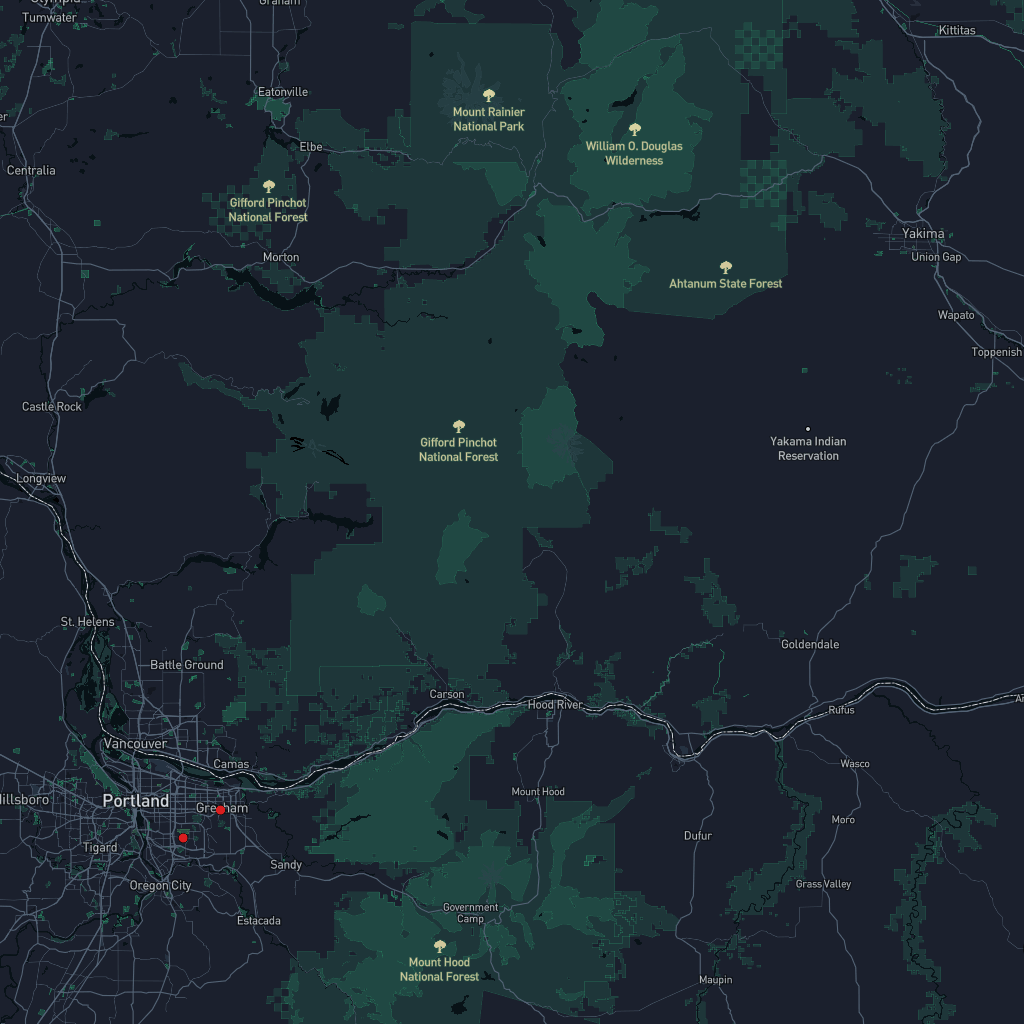 Graham
Tumwater
Kittitas
Eatonville
Mount Rainier
National Park
William O. Douglas
Wilderness
Elbe
Centralia
Gifford Pinchot
National Forest
Yakima
Morton
Union Gap
Ahtanum State Forest
Wapato
Toppenish
Castle Rock
Gifford Pinchot
National Forest
Yakama Indian
Reservation
Longview
St. Helens
Goldendale
Battle Ground
Carson
Hood River
Rufus
Vancouver
Camas
Wasco
Mount Hood
Portland
Gresham
Moro
Dufur
Tigard
Sandy
Oregon City
Grass Valley
Government
Camp
Estacada
Mount Hood
National Forest
Maupin